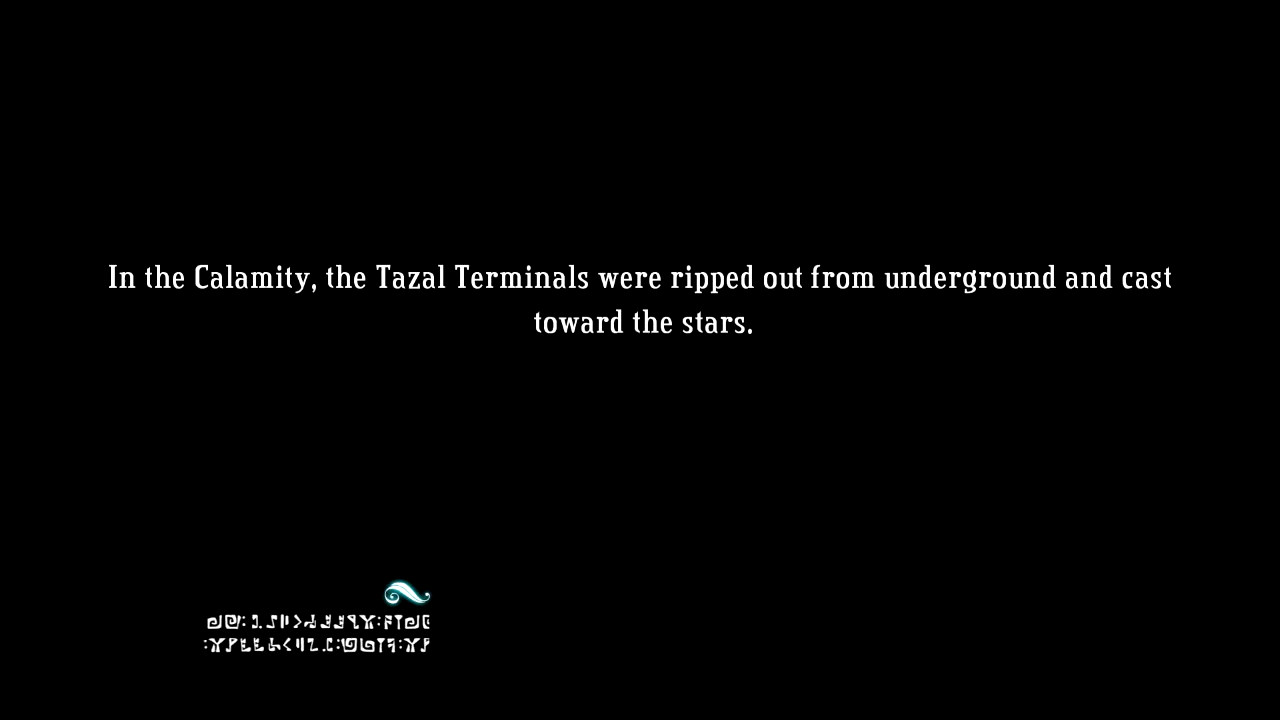 In the Calamity, the Tazal Terminals were ripped out from underground and cast
toward the stars.